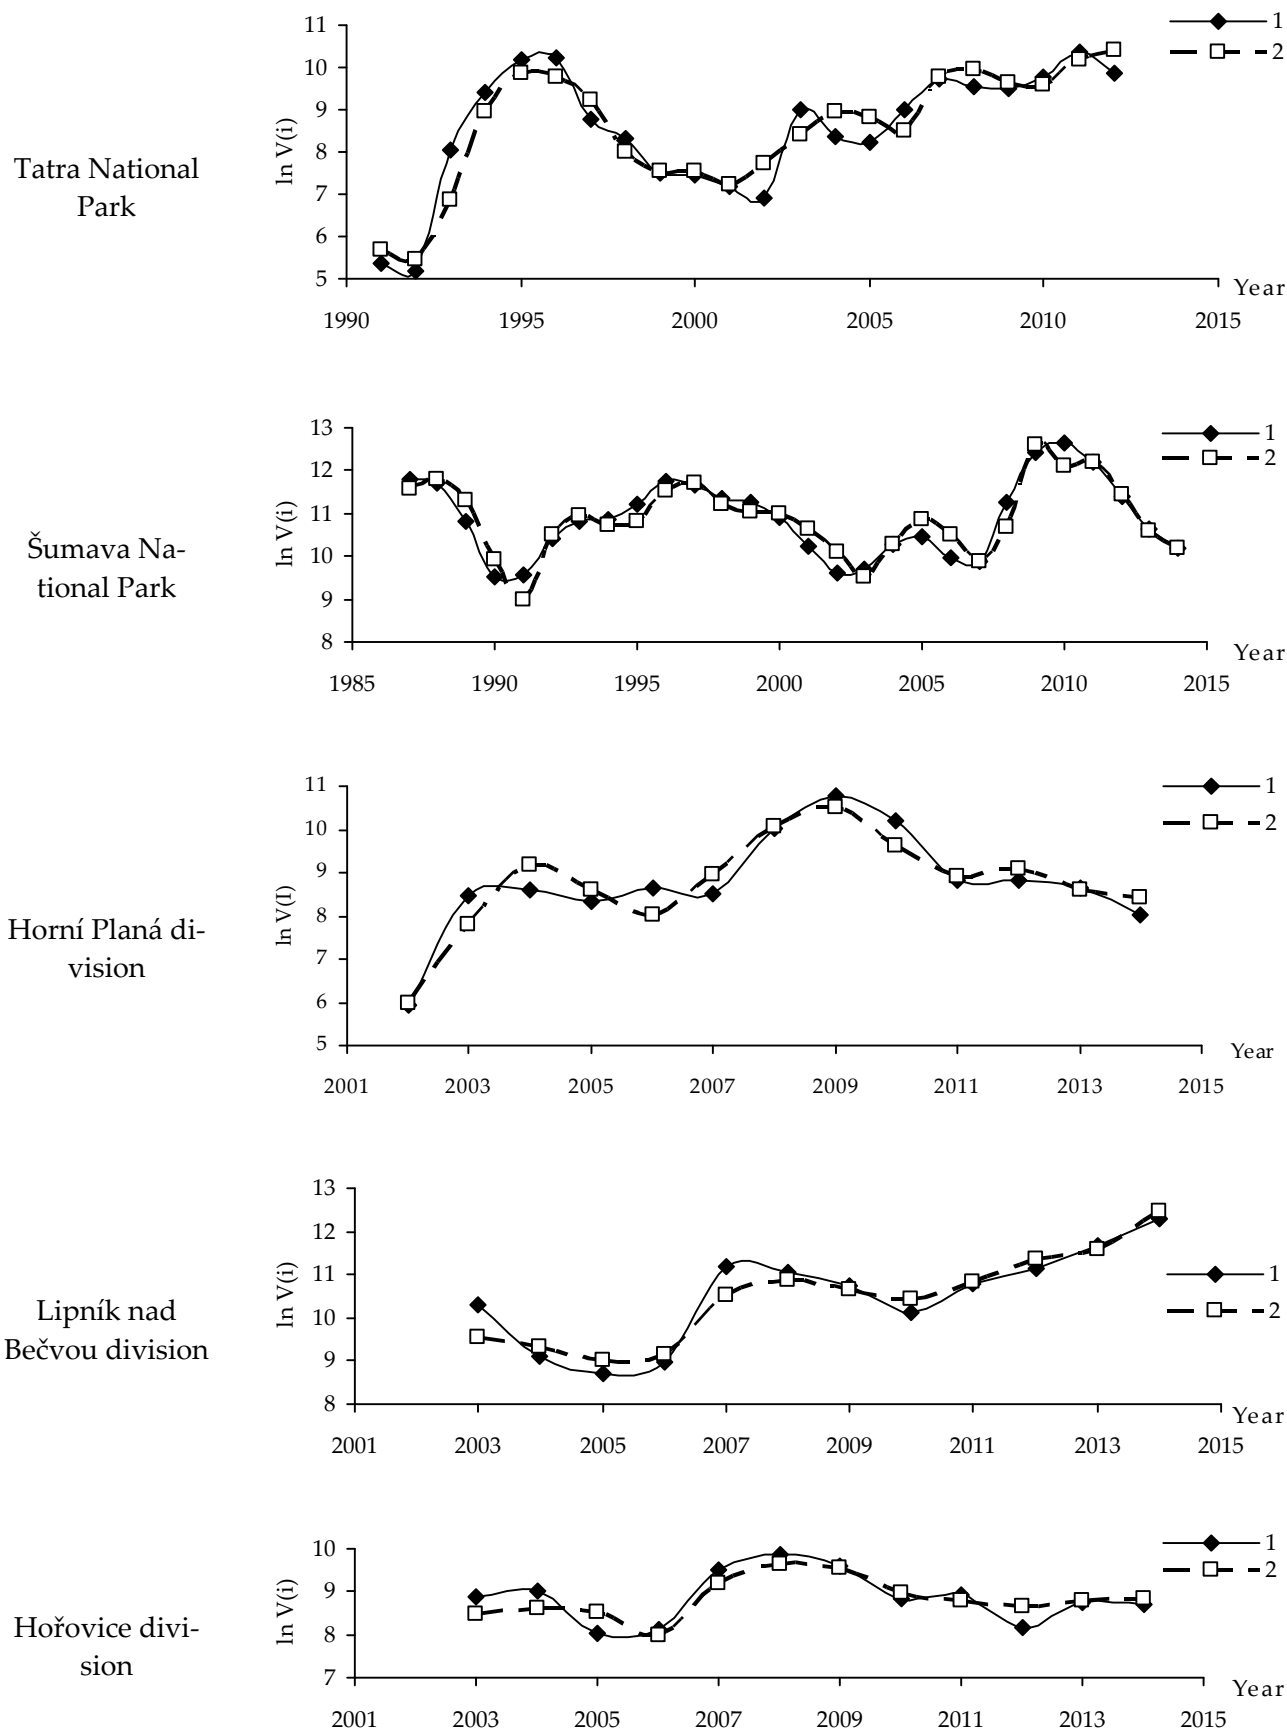 11
10
9
8
7
6
5
ln V(i)
1
2
Tatra National
Park
Year
1990 1995 2000 2005 2010 2015
13
12
11
10
9
8
ln V(i)
1
2
Šumava Na-
tional Park
Year
1985 1990 1995 2000 2005 2010 2015
11
10
9
8
7
6
5
ln V(I)
1
2
Horní Planá di-
vision
Year
2001 2003 2005 2007 2009 2011 2013 2015
13
12
11
10
9
8
ln V(i)
1
2
Lipník nad
Bečvou division
Year
2001 2003 2005 2007 2009 2011 2013 2015
10
9
8
7
ln V(i)
1
2
Hořovice divi-
sion
Year
2001 2003 2005 2007 2009 2011 2013 2015